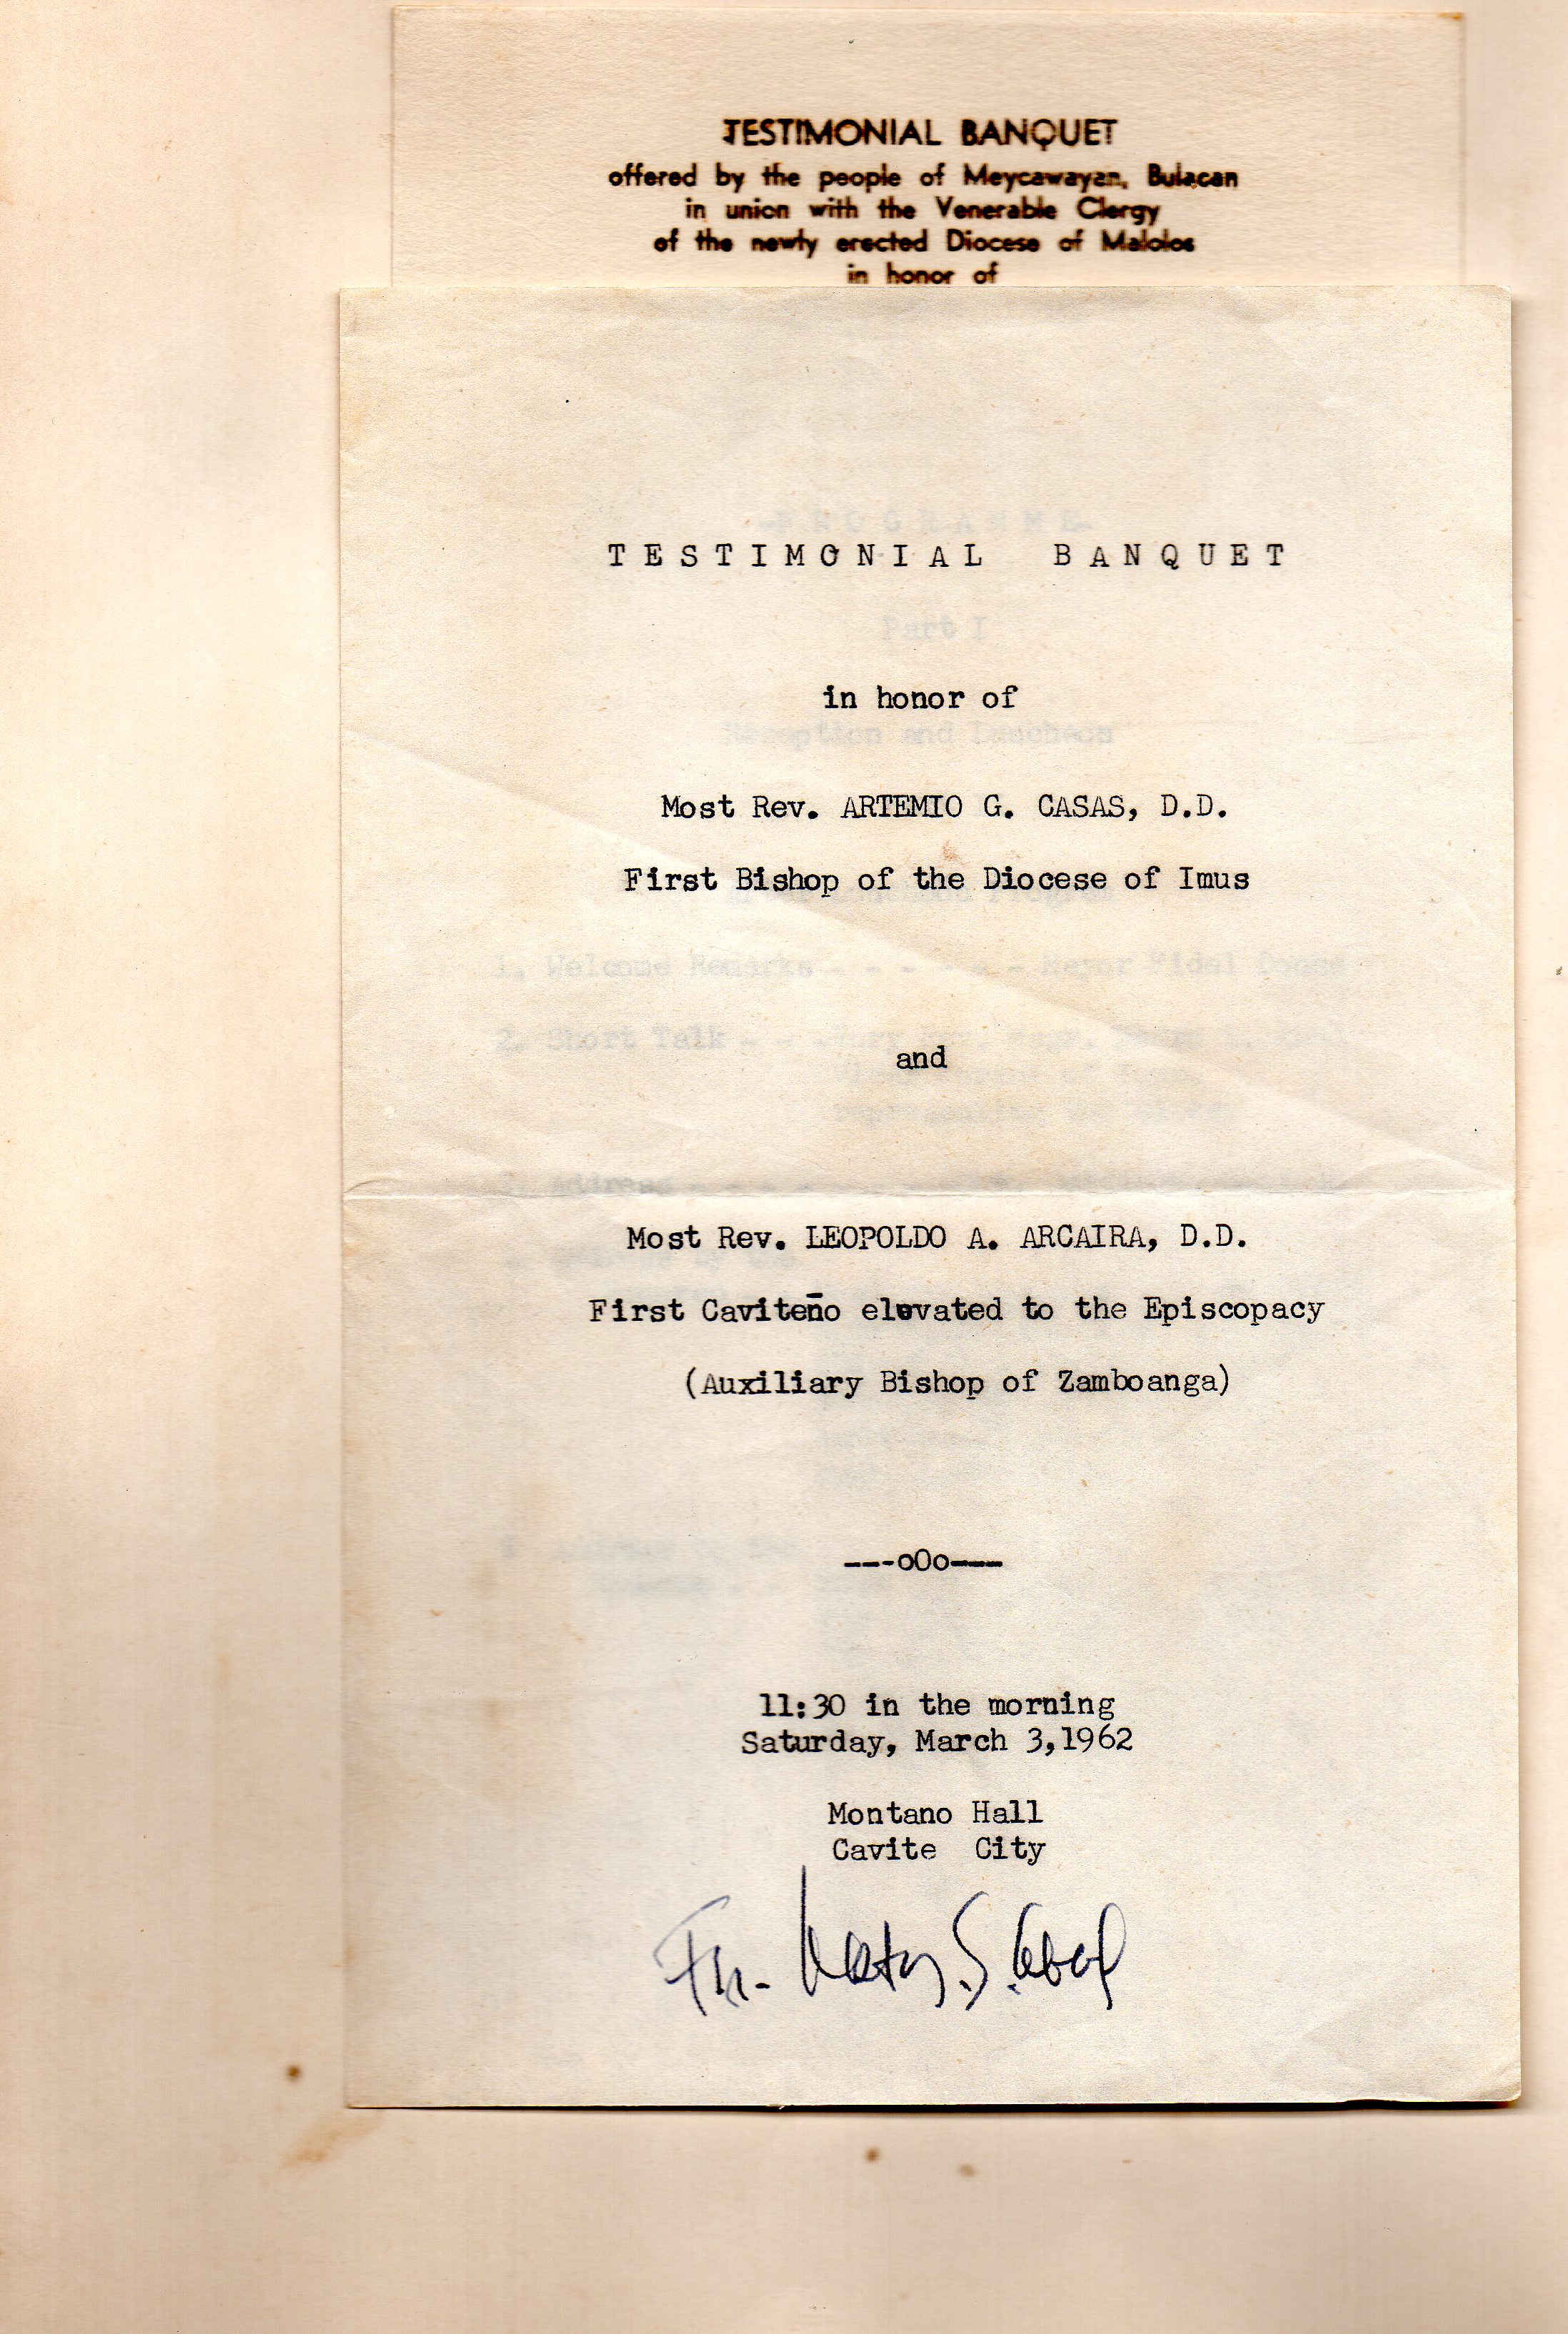 TESTIMONIAL BANQUET
offered by the people of Meycawayan, Bulacan
in union with the Venerable Clergy
of the newly erected Diocese of Malolos
in honor of
TESTIMONIAL BANQUET
in honor of
Most Rev. ARTEMIO G. CASAS, D.D.
First Bishop of the Diocese of Imus
and
Most Rev. LEOPOLDO A. ARCAIRA, D.D.
First Caviteño elevated to the Episcopacy
(Auxiliary Bishop of Zamboanga)
---oOo---
11:30 in the morning
Saturday, March 3,1962
Montano Hall
Cavite City
Fr.